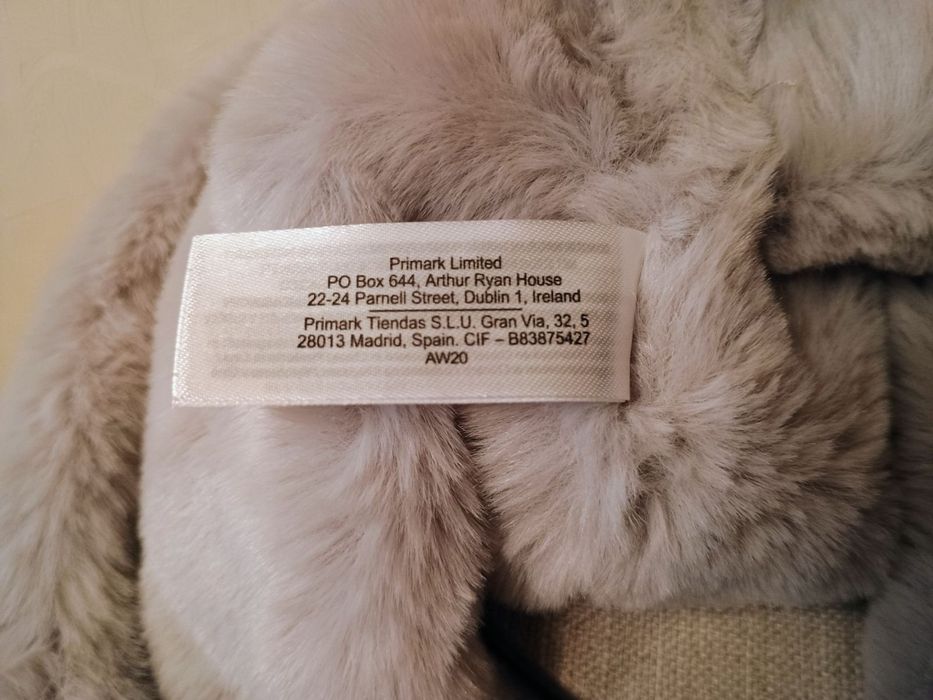 Primark Limited
PO Box 644, Arthur Ryan House
22-24 Parnell Street, Dublin 1, Ireland
Primark Tiendas S.L.U. Gran Via, 32, 5
28013 Madrid, Spain. CIF – B83875427
AW20